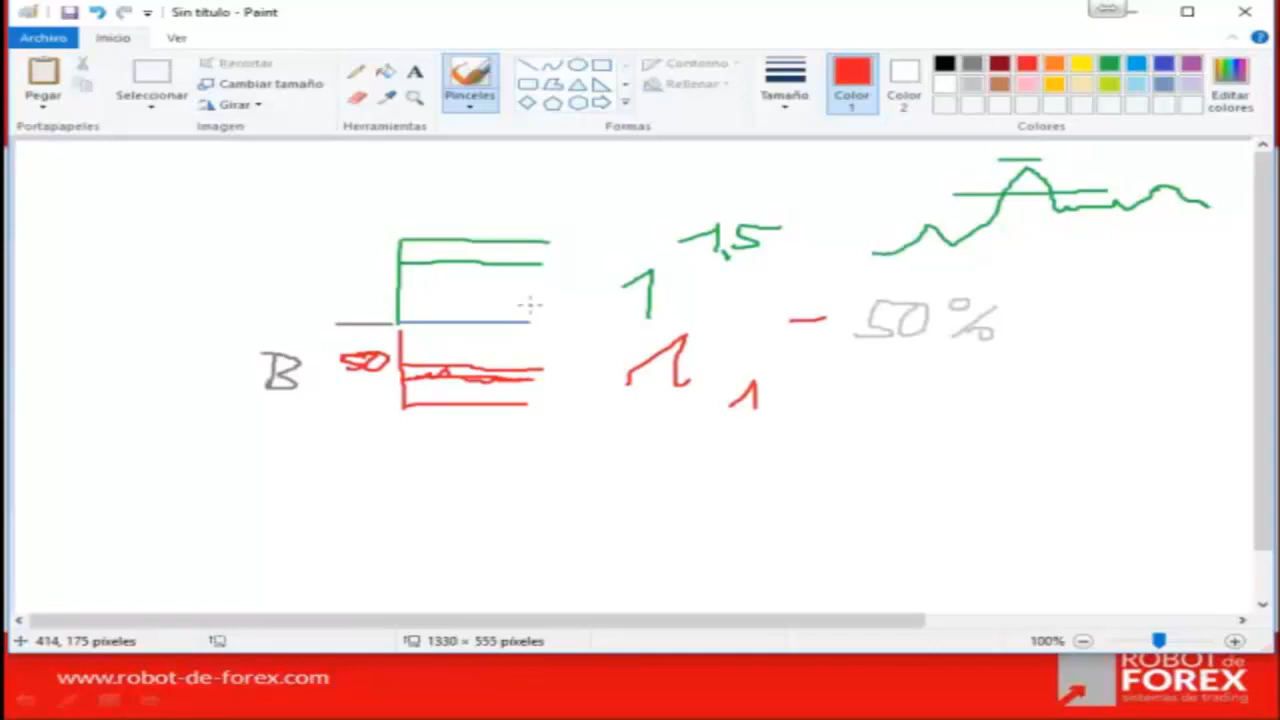 Sin título - Paint
Archivo Inicio Ver
Pegar
Recortar
Cambiar tamaño
Girar
Seleccionar
Pinceles
Contorno
Rellenar
Tamaño
Color 1
Color 2
Editar colores
Portapapeles Imagen Herramientas Formas Colores
1,5
1
50%
B 50 1
1
414, 175 píxeles 1330 × 555 píxeles 100%
www.robot-de-forex.com
ROBOT de
FOREX
sistemas de trading